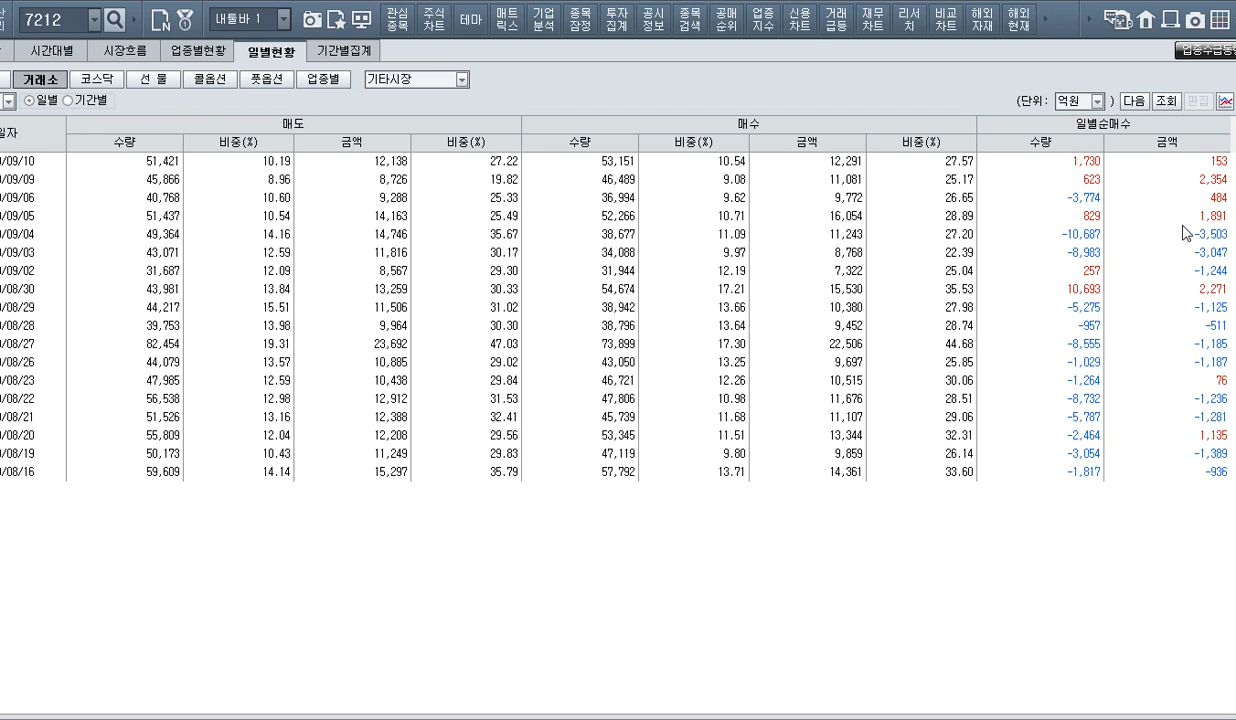 7212 내툴바 1 관심종목 주식차트 테마 매트릭스 기업분석 종목잠정 투자집계 공시정보 종목검색 공매순위 업종지수 신용차트 거래급등 재무차트 리서치 비교차트 해외자재 해외현재
시간대별 시장흐름 업종별현황 일별현황 기간별집계 업종수급동
거래소 코스닥 선 물 콜옵션 풋옵션 업종별 기타시장
일별 기간별 (단위: 억원 ) 다음 조회 편집
일자 매도 매수 일별순매수
수량 비중(%) 금액 비중(%) 수량 비중(%) 금액 비중(%) 수량 금액
/09/10 51,421 10.19 12,138 27.22 53,151 10.54 12,291 27.57 1,730 153
/09/09 45,866 8.96 8,726 19.82 46,489 9.08 11,081 25.17 623 2,354
/09/06 40,768 10.60 9,288 25.33 36,994 9.62 9,772 26.65 -3,774 484
/09/05 51,437 10.54 14,163 25.49 52,266 10.71 16,054 28.89 829 1,891
/09/04 49,364 14.16 14,746 35.67 38,677 11.09 11,243 27.20 -10,687 -3,503
/09/03 43,071 12.59 11,816 30.17 34,088 9.97 8,768 22.39 -8,983 -3,047
/09/02 31,687 12.09 8,567 29.30 31,944 12.19 7,322 25.04 257 -1,244
/08/30 43,981 13.84 13,259 30.33 54,674 17.21 15,530 35.53 10,693 2,271
/08/29 44,217 15.51 11,506 31.02 38,942 13.66 10,380 27.98 -5,275 -1,125
/08/28 39,753 13.98 9,964 30.30 38,796 13.64 9,452 28.74 -957 -511
/08/27 82,454 19.31 23,692 47.03 73,899 17.30 22,506 44.68 -8,555 -1,185
/08/26 44,079 13.57 10,885 29.02 43,050 13.25 9,697 25.85 -1,029 -1,187
/08/23 47,985 12.59 10,438 29.84 46,721 12.26 10,515 30.06 -1,264 76
/08/22 56,538 12.98 12,912 31.53 47,806 10.98 11,676 28.51 -8,732 -1,236
/08/21 51,526 13.16 12,388 32.41 45,739 11.68 11,107 29.06 -5,787 -1,281
/08/20 55,809 12.04 12,208 29.56 53,345 11.51 13,344 32.31 -2,464 1,135
/08/19 50,173 10.43 11,249 29.83 47,119 9.80 9,859 26.14 -3,054 -1,389
/08/16 59,609 14.14 15,297 35.79 57,792 13.71 14,361 33.60 -1,817 -936